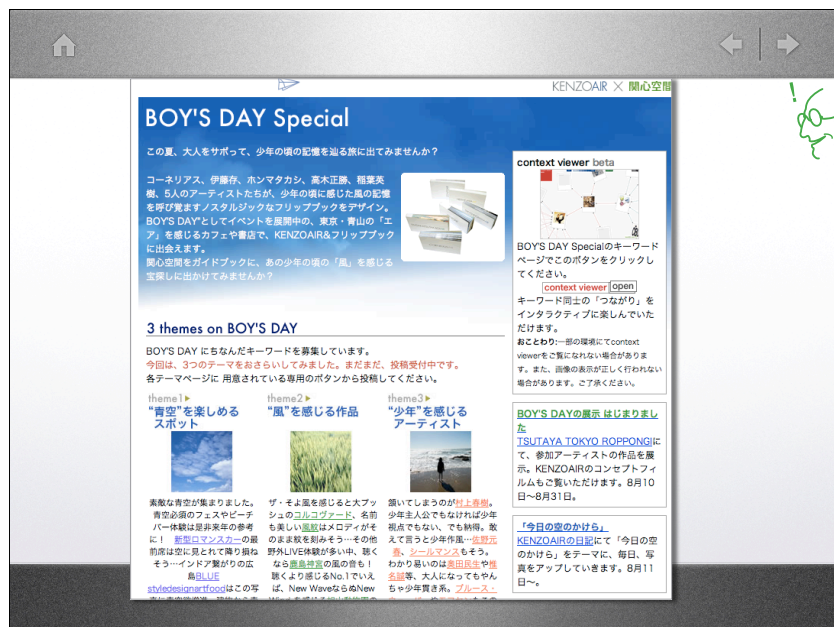 KENZOAIR × 関心空間
BOY'S DAY Special
この夏、大人をサボって、少年の頃の記憶を辿る旅に出てみませんか？
コーネリアス、伊藤存、ホンマタカシ、高木正勝、稲葉英
樹、5人のアーティストたちが、少年の頃に感じた風の記憶
を呼び覚ますノスタルジックなフリップブックをデザイン。
BOY'S DAY"としてイベントを展開中の、東京・青山の「エ
ア」を感じるカフェや書店で、KENZOAIR&フリップブック
に出会えます。
関心空間をガイドブックに、あの少年の頃の「風」を感じる
宝探しに出かけてみませんか？
3 themes on BOY'S DAY
BOY'S DAY にちなんだキーワードを募集しています。
今回は、3つのテーマをおさらいしてみました。まだまだ、投稿受付中です。
各テーマページに 用意されている専用のボタンから投稿してください。
theme1
“青空”を楽しめる
スポット
素敵な青空が集まりました。
青空必須のフェスやビーチ
バー体験は是非来年の参考
に！ 新型ロマンスカーの最
前席は空に見とれて降り損ね
そう…インド繋がりの広
島BLUE
styledesignartfoodはこの写
theme2
“風”を感じる作品
ザ・そよ風を感じると大プッ
シュのコルコヴァード、名前
も美しい風紋はメロディがそ
のまま紋を刻みそう…その他
野外LIVE体験が多い中、聴く
なら鹿島神宮の風の音も！
聴くより感じるNo.1でいえ
ば、New WaveならぬNew
theme3
“少年”を感じる
アーティスト
頷いてしまうのが村上春樹。
少年主人公でもなければ少年
視点でもない、でも納得。敢
えて言うと少年作風…佐野元
春、シールマンスもそう。
わかり易いのは奥田民生や椎
名誠等、大人になってもやん
ちゃ少年貫き系。ブルース・
context viewer beta
BOY'S DAY Specialのキーワード
ページでこのボタンをクリックし
てください。
context viewer open
キーワード同士の「つながり」を
インタラクティブに楽しんでいた
だけます。
おことわり:一部の環境にてcontext
viewerをご覧になれない場合がありま
す。また、画像の表示が正しく行われない
場合があります。ご了承ください。
BOY'S DAYの展示 はじまりまし
た
TSUTAYA TOKYO ROPPONGIに
て、参加アーティストの作品を展
示。KENZOAIRのコンセプトフィ
ルムもご覧いただけます。8月10
日〜8月31日。
「今日の空のかけら」
KENZOAIRの日記にて「今日の空
のかけら」をテーマに、毎日、写
真をアップしていきます。8月11
日〜。